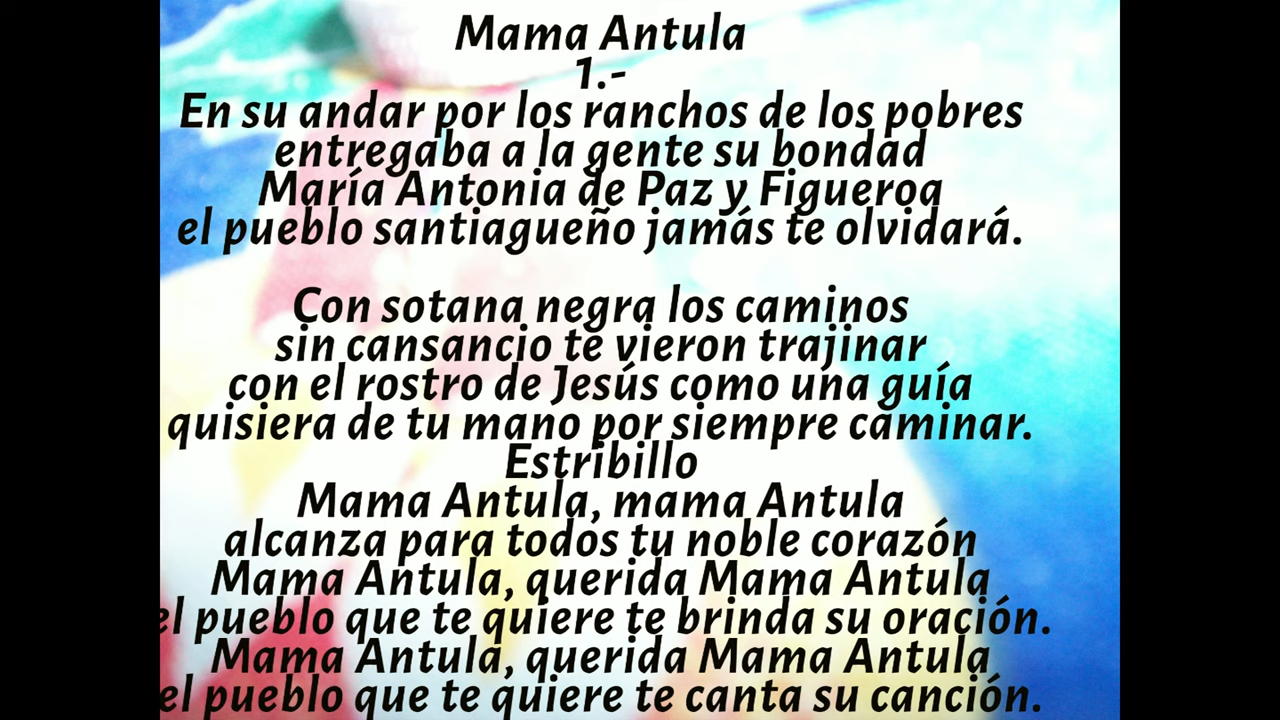 Mama Antula
1.-
En su andar por los ranchos de los pobres
entregaba a la gente su bondad
María Antonia de Paz y Figueroa
el pueblo santiagueño jamás te olvidará.
Con sotana negra los caminos
sin cansancio te vieron trajinar
con el rostro de Jesús como una guía
quisiera de tu mano por siempre caminar.
Estribillo
Mama Antula, mama Antula
alcanza para todos tu noble corazón
Mama Antula, querida Mama Antula
el pueblo que te quiere te brinda su oración.
Mama Antula, querida Mama Antula
el pueblo que te quiere te canta su canción.